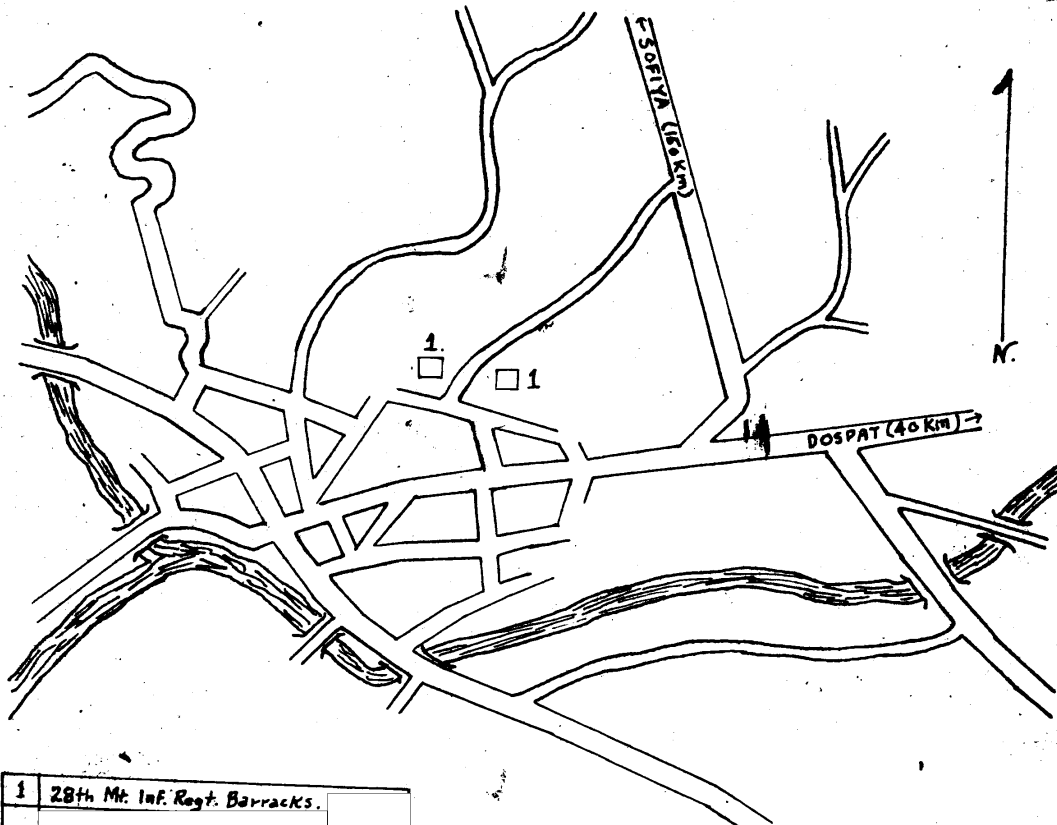 ← SOFIYA (160 Km)
1.
1
N.
DOSPAT (40 Km) →
1 28th Mt. Inf. Regt. Barracks.